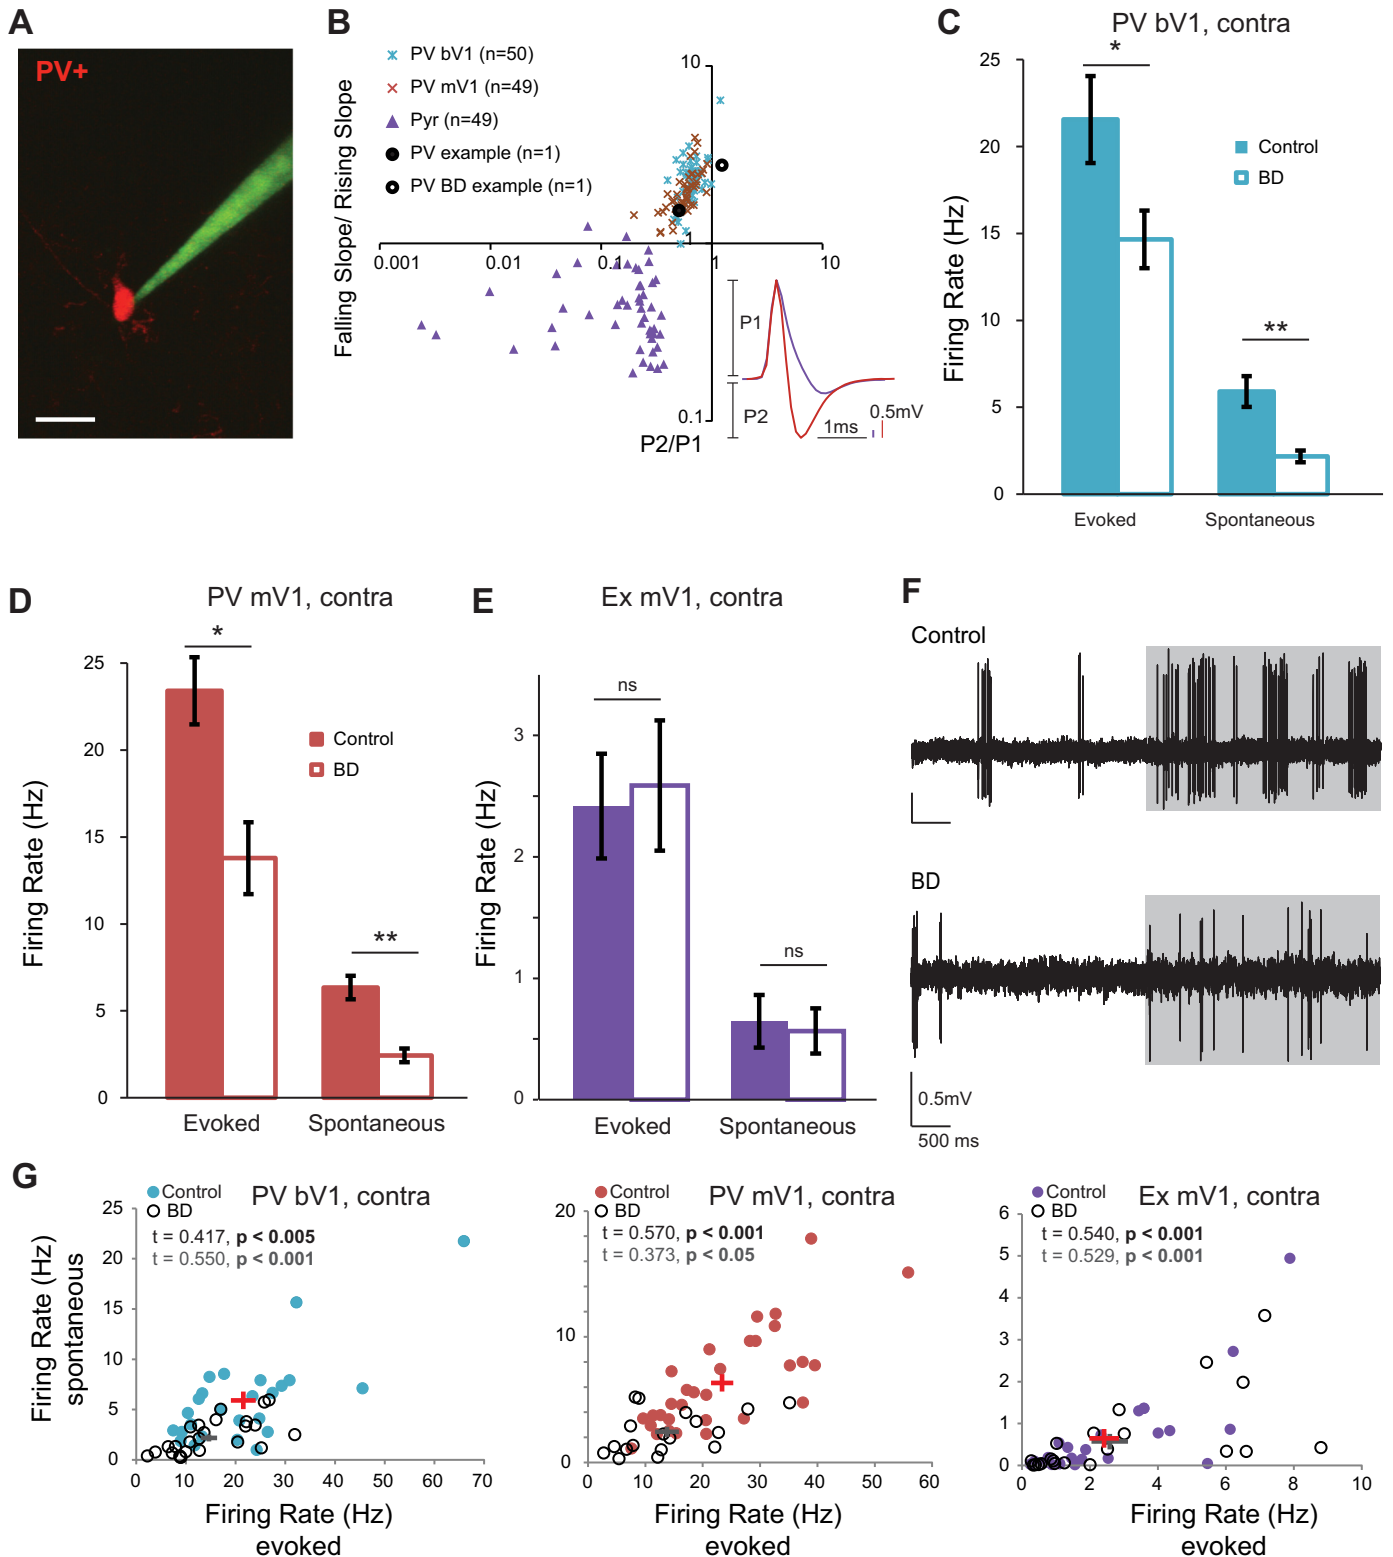 A
PV+
B
PV bV1 (n=50)
PV mV1 (n=49)
Pyr (n=49)
PV example (n=1)
PV BD example (n=1)
Falling Slope/ Rising Slope
10
1
0.001
0.01
0.1
1
10
0.1
P2/P1
P1
P2
1ms
0.5mV
C
PV bV1, contra
*
**
Control
BD
Firing Rate (Hz)
25
20
15
10
5
0
Evoked
Spontaneous
D
PV mV1, contra
*
**
Control
BD
Firing Rate (Hz)
25
20
15
10
5
0
Evoked
Spontaneous
E
Ex mV1, contra
ns
ns
Firing Rate (Hz)
3
2
1
0
Evoked
Spontaneous
F
Control
BD
0.5mV
500 ms
G
Control
BD
PV bV1, contra
t = 0.417, p < 0.005
t = 0.550, p < 0.001
Firing Rate (Hz)
spontaneous
25
20
15
10
5
0
0 10 20 30 40 50 60 70
Firing Rate (Hz)
evoked
Control
BD
PV mV1, contra
t = 0.570, p < 0.001
t = 0.373, p < 0.05
20
10
0
0 20 40 60
Firing Rate (Hz)
evoked
Control
BD
Ex mV1, contra
t = 0.540, p < 0.001
t = 0.529, p < 0.001
6
5
4
3
2
1
0
0 2 4 6 8 10
Firing Rate (Hz)
evoked